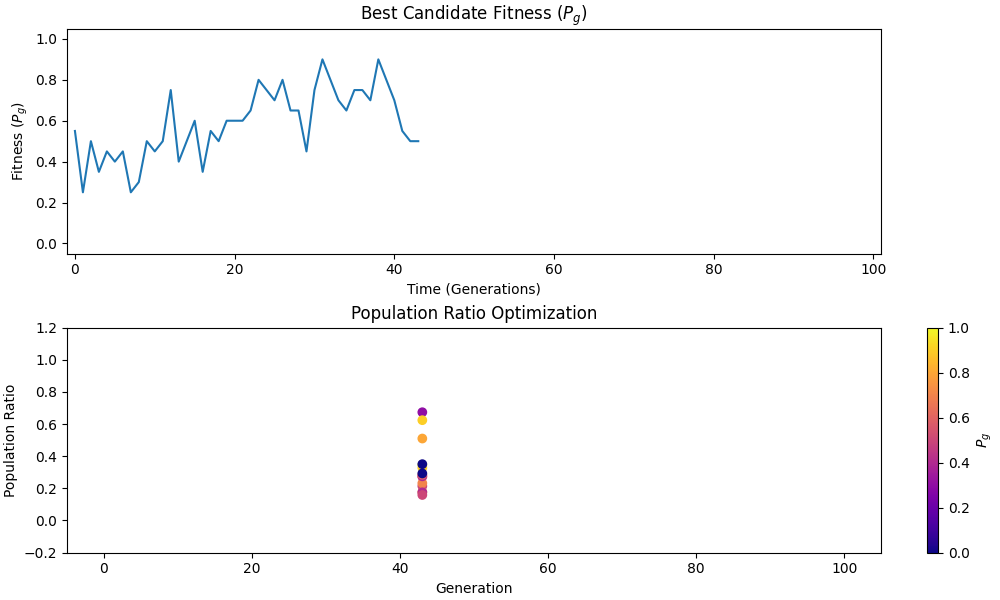 Best Candidate Fitness (P_g)
1.0
0.8
0.6
0.4
0.2
0.0
Fitness (P_g)
0 20 40 60 80 100
Time (Generations)
Population Ratio Optimization
1.2
1.0
0.8
0.6
0.4
0.2
0.0
−0.2
Population Ratio
0 20 40 60 80 100
Generation
1.0
0.8
0.6
0.4
0.2
0.0
P_g